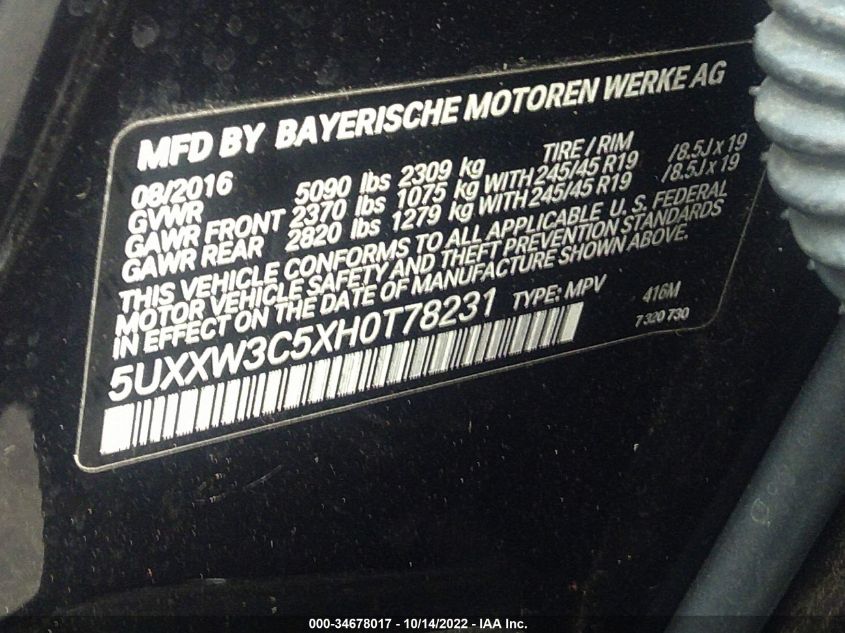 MFD BY BAYERISCHE MOTOREN WERKE AG
08/2016 TIRE / RIM
GVWR 5090 lbs 2309 kg
GAWR FRONT 2370 lbs 1075 kg WITH 245/45 R19 /8.5J x 19
GAWR REAR 2820 lbs 1279 kg WITH 245/45 R19 /8.5J x 19
THIS VEHICLE CONFORMS TO ALL APPLICABLE U. S. FEDERAL
MOTOR VEHICLE SAFETY AND THEFT PREVENTION STANDARDS
IN EFFECT ON THE DATE OF MANUFACTURE SHOWN ABOVE.
5UXXW3C5XH0T78231 TYPE: MPV 416M
7 320 730
000-34678017 - 10/14/2022 - IAA Inc.